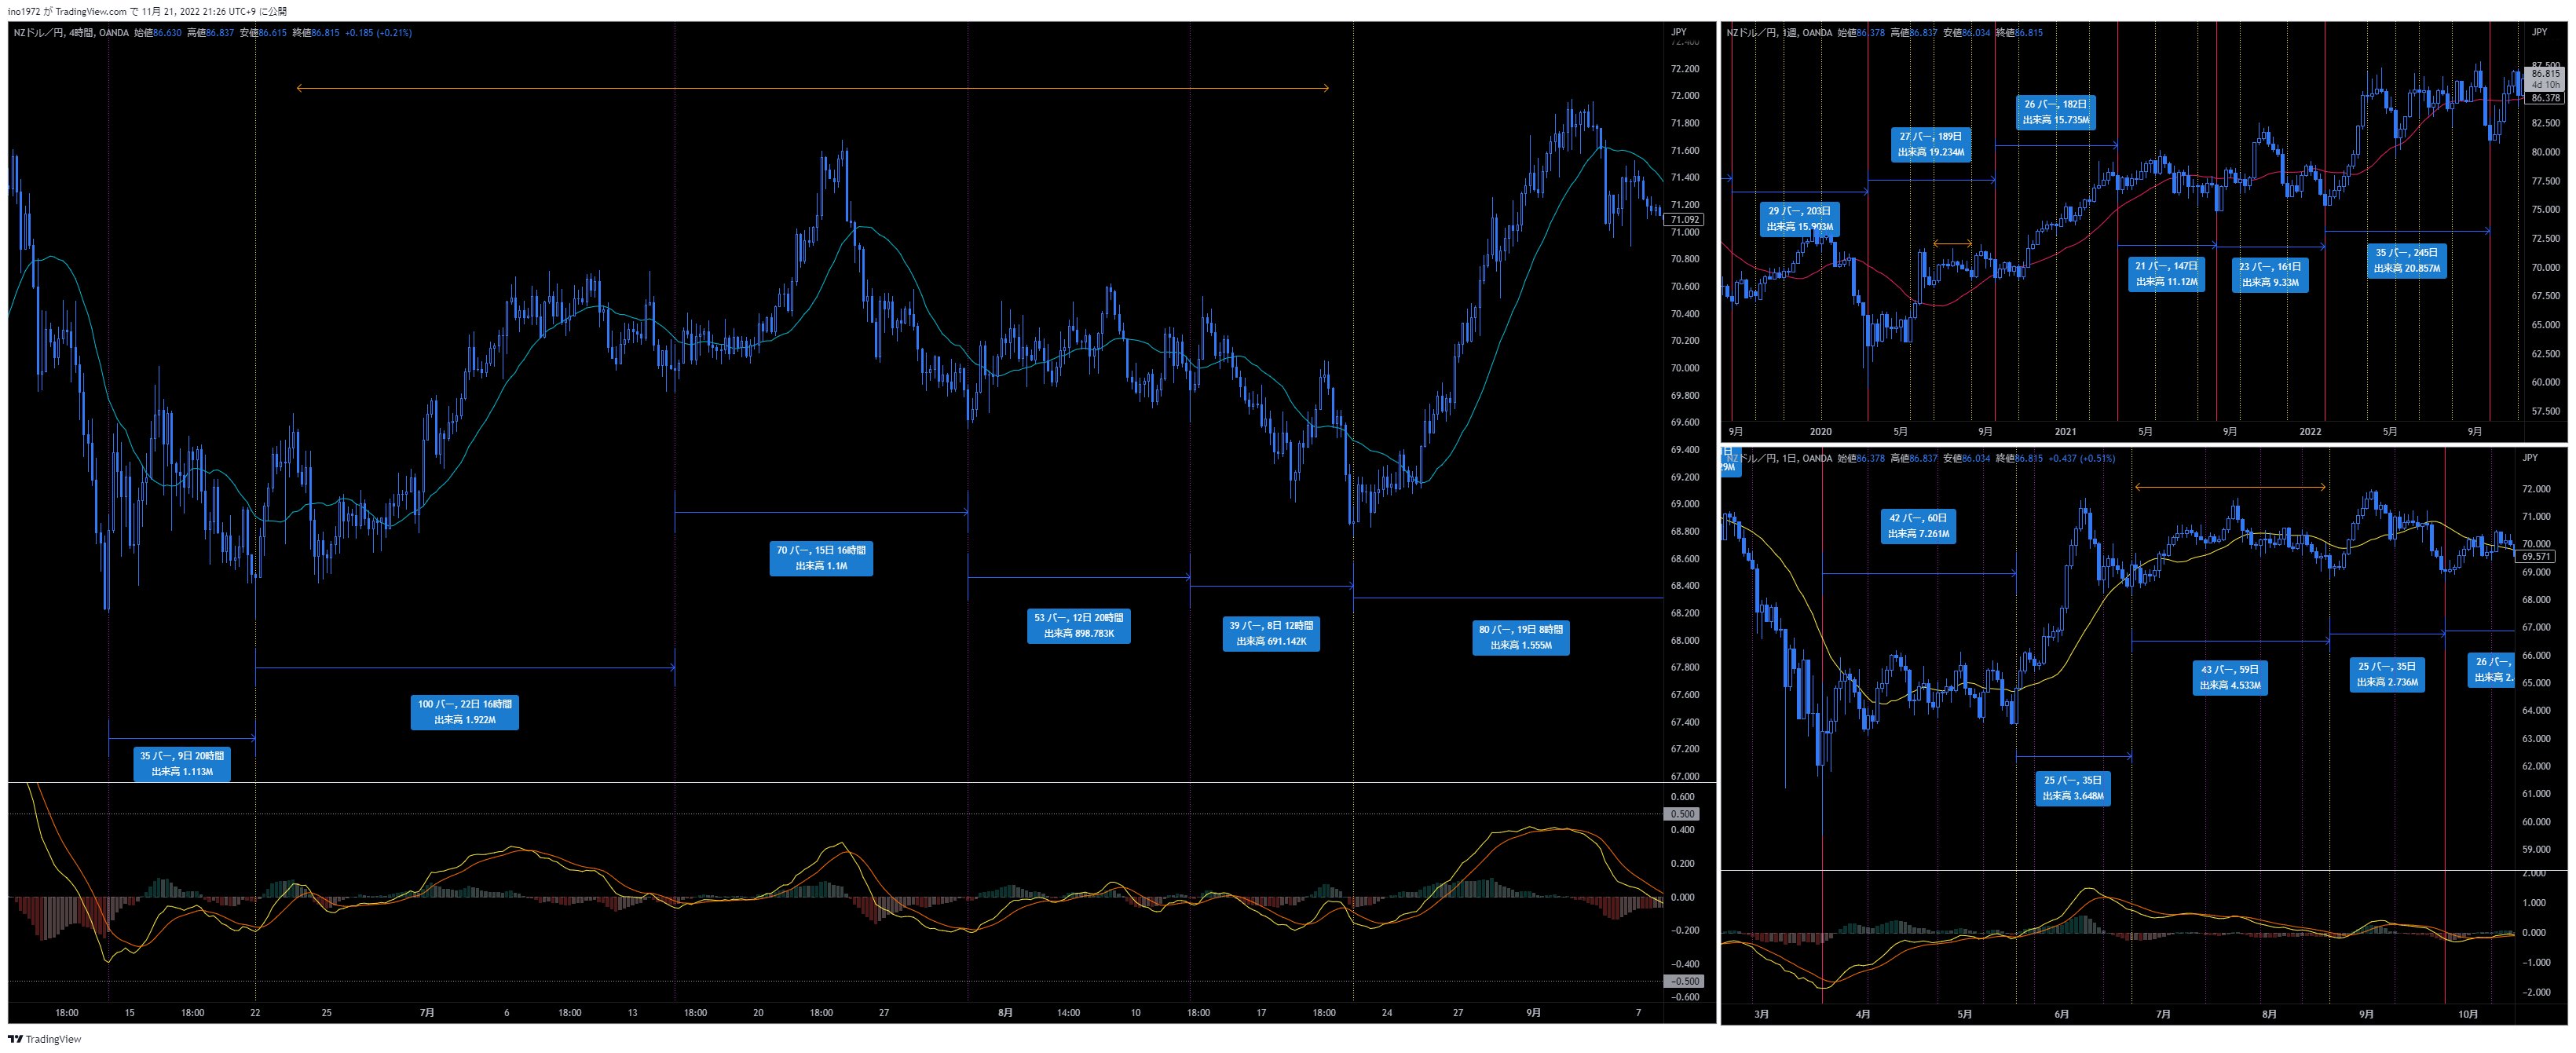 ino1972 が TradingView.com で 11月 21, 2022 21:26 UTC+9 に公開
NZドル／円, 4時間, OANDA 始値86.630 高値86.837 安値86.615 終値86.815 +0.185 (+0.21%)
JPY
72.400
72.200
72.000
71.800
71.600
71.400
71.200
71.092
71.000
70.800
70.600
70.400
70.200
70.000
69.800
69.600
69.400
69.200
69.000
68.800
68.600
68.400
68.200
68.000
67.800
67.600
67.400
67.200
67.000
70 バー, 15日 16時間
出来高 1.1M
53 バー, 12日 20時間
出来高 898.783K
39 バー, 8日 12時間
出来高 691.142K
80 バー, 19日 8時間
出来高 1.555M
100 バー, 22日 16時間
出来高 1.922M
35 バー, 9日 20時間
出来高 1.113M
0.600
0.500
0.400
0.200
0.000
−0.200
−0.400
−0.500
−0.600
18:00 15 18:00 22 25 7月 6 18:00 13 18:00 20 18:00 27 8月 14:00 10 18:00 17 18:00 24 27 9月 7
NZドル／円, 1週, OANDA 始値86.378 高値86.837 安値86.034 終値86.815
JPY
87.500
86.815
4d 10h
86.378
82.500
80.000
77.500
75.000
72.500
70.000
67.500
65.000
62.500
60.000
57.500
26 バー, 182日
出来高 15.735M
27 バー, 189日
出来高 19.234M
29 バー, 203日
出来高 15.903M
21 バー, 147日
出来高 11.12M
23 バー, 161日
出来高 9.33M
35 バー, 245日
出来高 20.857M
9月 2020 5月 9月 2021 5月 9月 2022 5月 9月
NZドル／円, 1日, OANDA 始値86.378 高値86.837 安値86.034 終値86.815 +0.437 (+0.51%)
日
29M
JPY
72.000
71.000
70.000
69.571
69.000
68.000
67.000
66.000
65.000
64.000
63.000
62.000
61.000
60.000
59.000
42 バー, 60日
出来高 7.261M
43 バー, 59日
出来高 4.533M
25 バー, 35日
出来高 2.736M
26 バー,
出来高 2.
25 バー, 35日
出来高 3.648M
2.000
1.000
0.000
−1.000
−2.000
3月 4月 5月 6月 7月 8月 9月 10月
TradingView